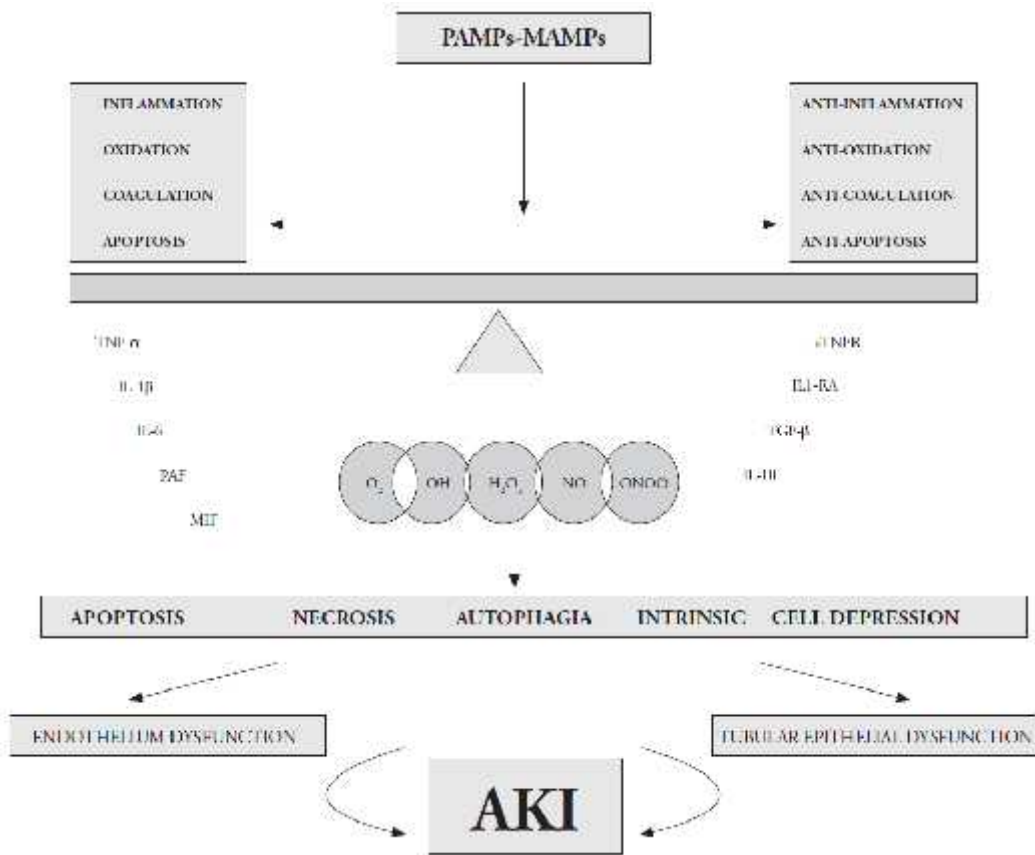 PAMPs-MAMPs
INFLAMMATION
OXIDATION
COAGULATION
APOPTOSIS
ANTI-INFLAMMATION
ANTI-OXIDATION
ANTI-COAGULATION
ANTI-APOPTOSIS
TNF α
IL-1β
IL-6
PAF
MIF
sTNFR
IL1-RA
TGF-β
IL-10
O₂ OH H₂O₂ NO ONOO
APOPTOSIS NECROSIS AUTOPHAGIA INTRINSIC CELL DEPRESSION
ENDOTHELIUM DYSFUNCTION
TUBULAR EPITHELIAL DYSFUNCTION
AKI